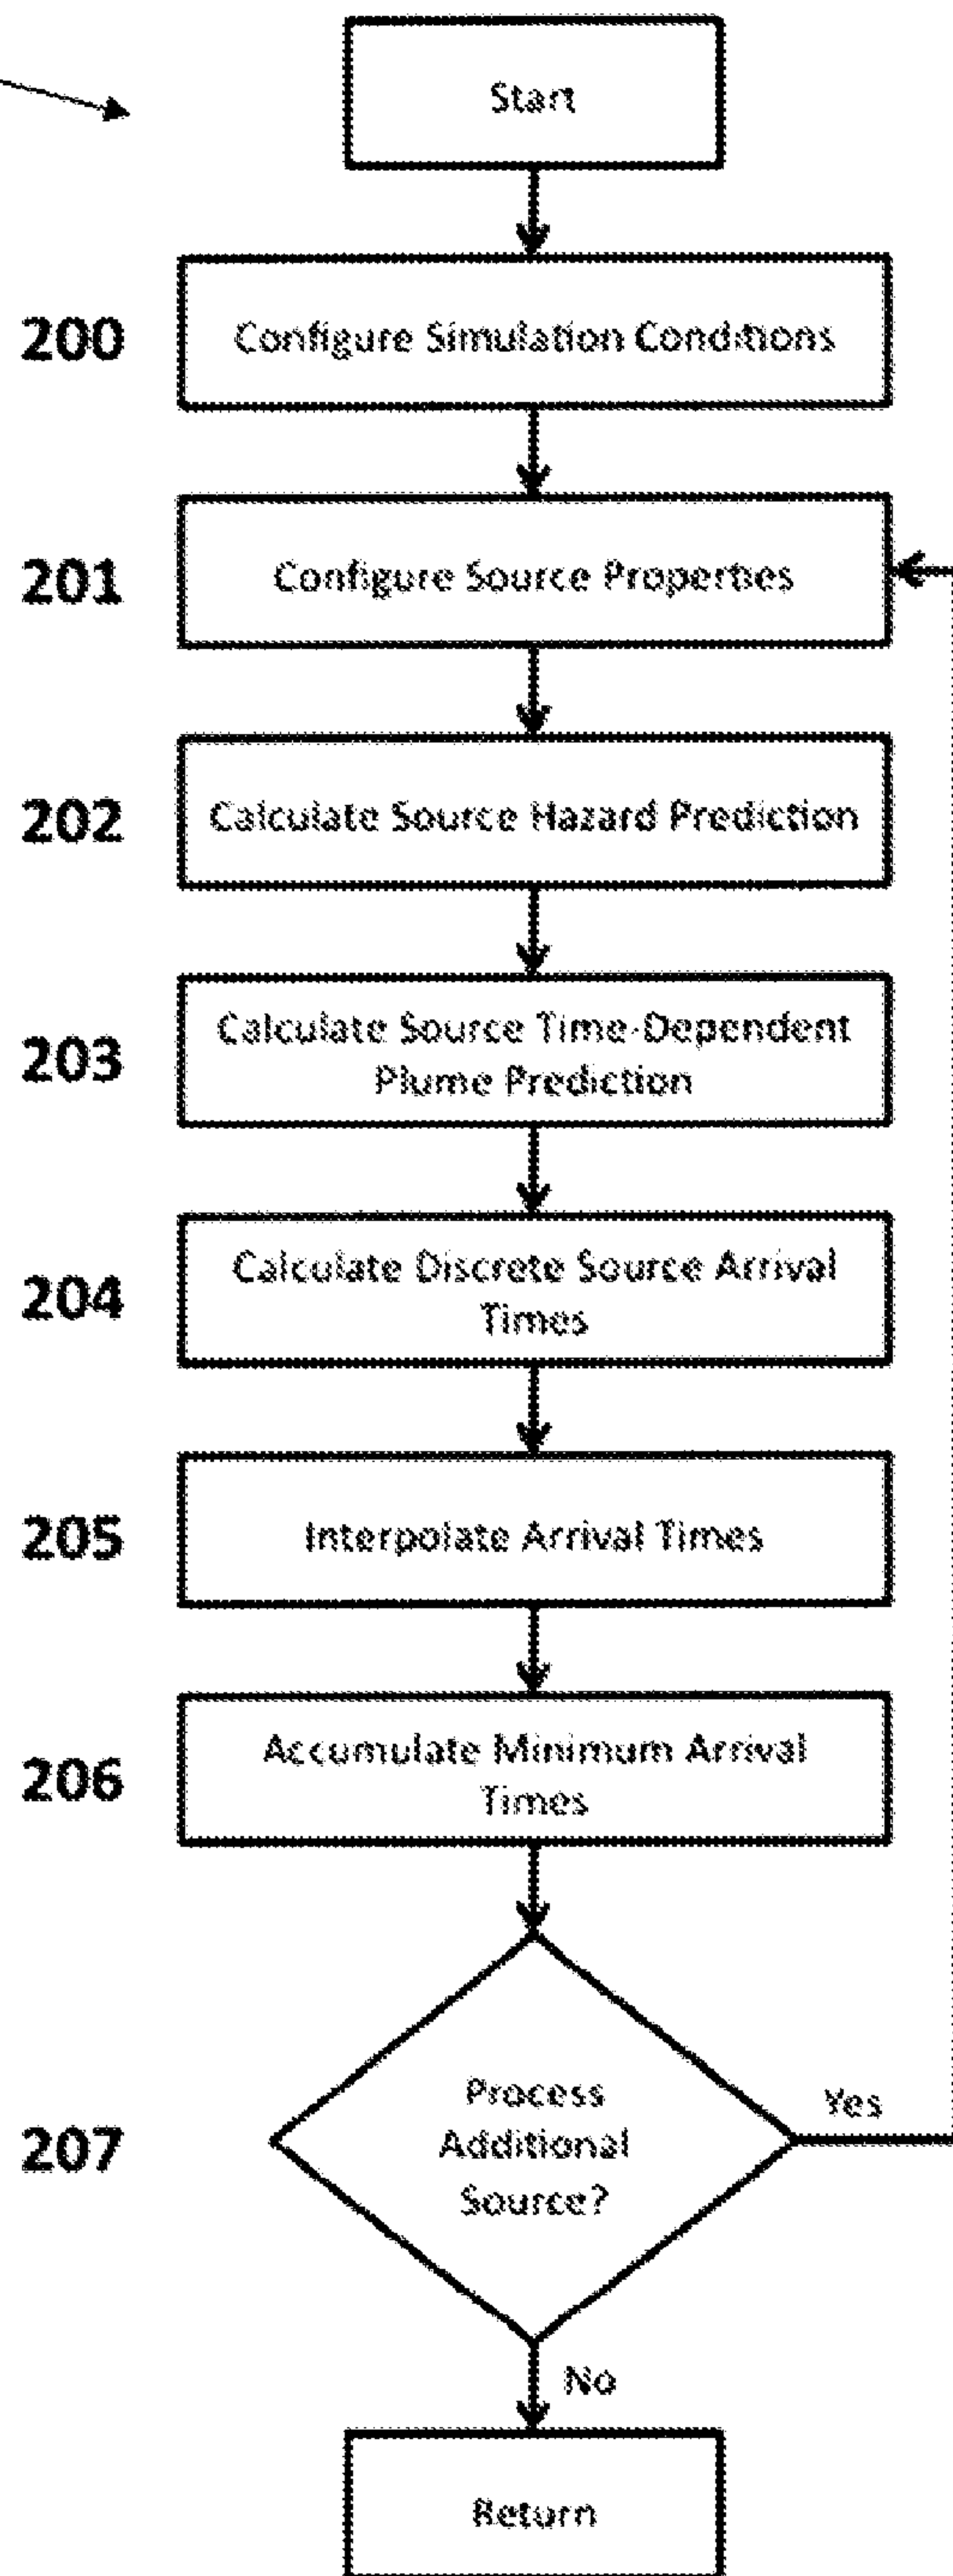 Start
200
Configure Simulation Conditions
201
Configure Source Properties
202
Calculate Source Hazard Prediction
203
Calculate Source Time-Dependent
Plume Prediction
204
Calculate Discrete Source Arrival
Times
205
Interpolate Arrival Times
206
Accumulate Minimum Arrival
Times
207
Process
Additional
Source?
Yes
No
Return